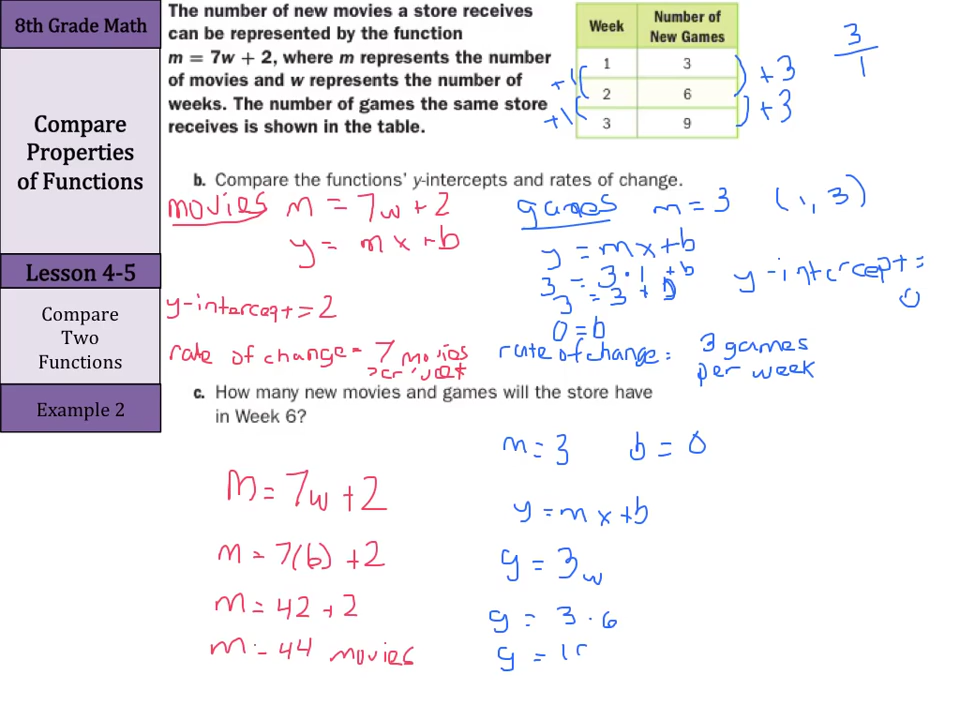 8th Grade Math
Compare
Properties
of Functions
Lesson 4-5
Compare
Two
Functions
Example 2
The number of new movies a store receives
can be represented by the function
m = 7w + 2, where m represents the number
of movies and w represents the number of
weeks. The number of games the same store
receives is shown in the table.
Week Number of New Games
1 3
2 6
3 9
+1
+1
+3
+3
3/1
b. Compare the functions' y-intercepts and rates of change.
movies m = 7w + 2
y = mx + b
y-intercept = 2
rate of change = 7 movies
per week
games m = 3 (1, 3)
y = mx + b
3 = 3 · 1 + b
3 = 3 + b
0 = b
y-intercept =
0
rate of change = 3 games
per week
c. How many new movies and games will the store have
in Week 6?
m = 7w + 2
m = 7(6) + 2
m = 42 + 2
m = 44 movies
m = 3 b = 0
y = mx + b
y = 3w
y = 3 · 6
y =